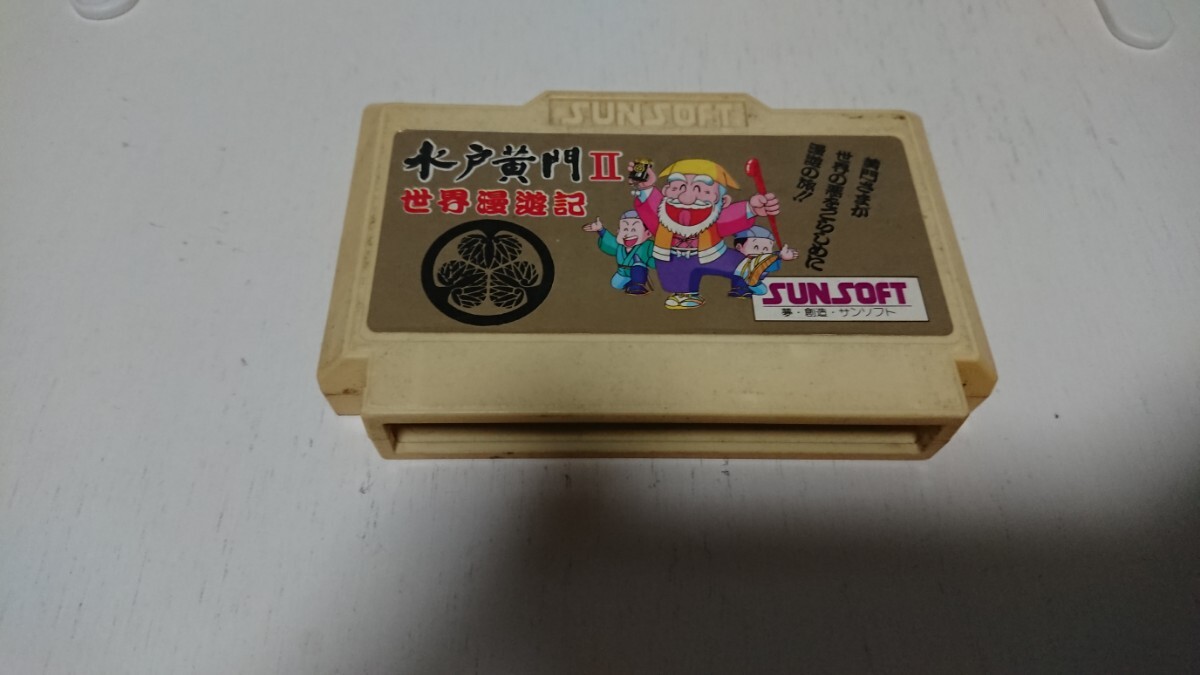 SUNSOFT
水戸黄門II
世界漫遊記
黄門さまが
世界の悪をこらしめに
漫遊の旅!!
SUNSOFT
夢・創造・サンソフト